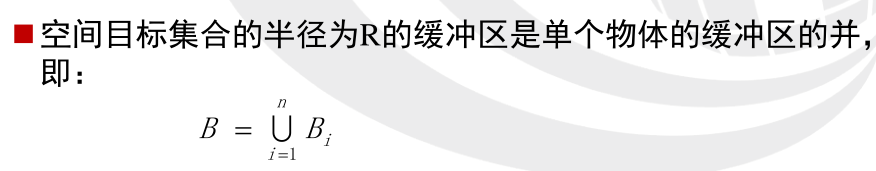 空间目标集合的半径为R的缓冲区是单个物体的缓冲区的并，
即：
B = \bigcup_{i=1}^{n} B_i